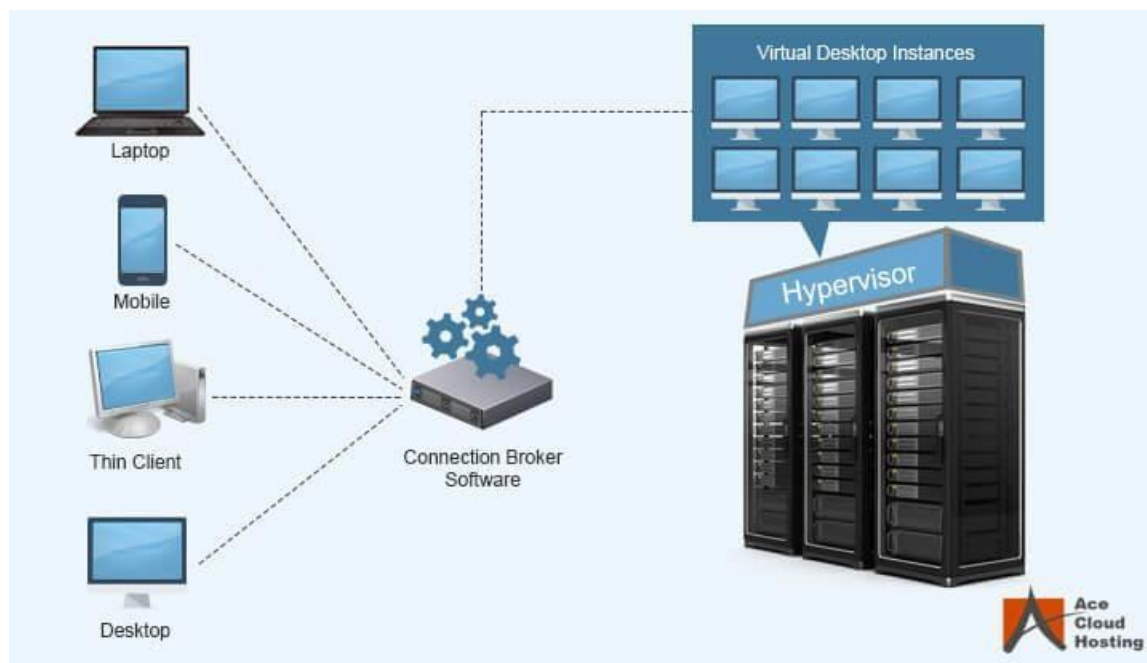 Virtual Desktop Instances
Laptop
Hypervisor
Mobile
Connection Broker
Software
Thin Client
Desktop
Ace
Cloud
Hosting